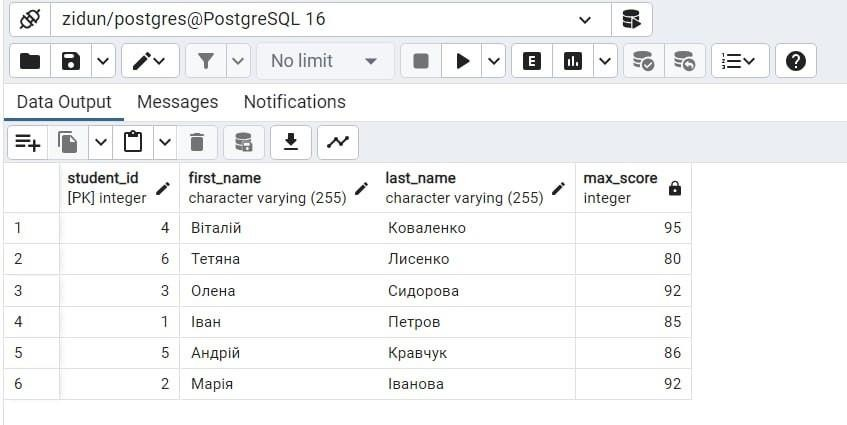 zidun/postgres@PostgreSQL 16
No limit
E
Data Output Messages Notifications
student_id first_name last_name max_score
[PK] integer character varying (255) character varying (255) integer
1 4 Віталій Коваленко 95
2 6 Тетяна Лисенко 80
3 3 Олена Сидорова 92
4 1 Іван Петров 85
5 5 Андрій Кравчук 86
6 2 Марія Іванова 92